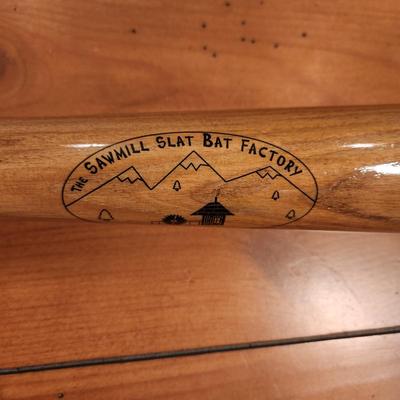 THE SAWMILL SLAT BAT FACTORY